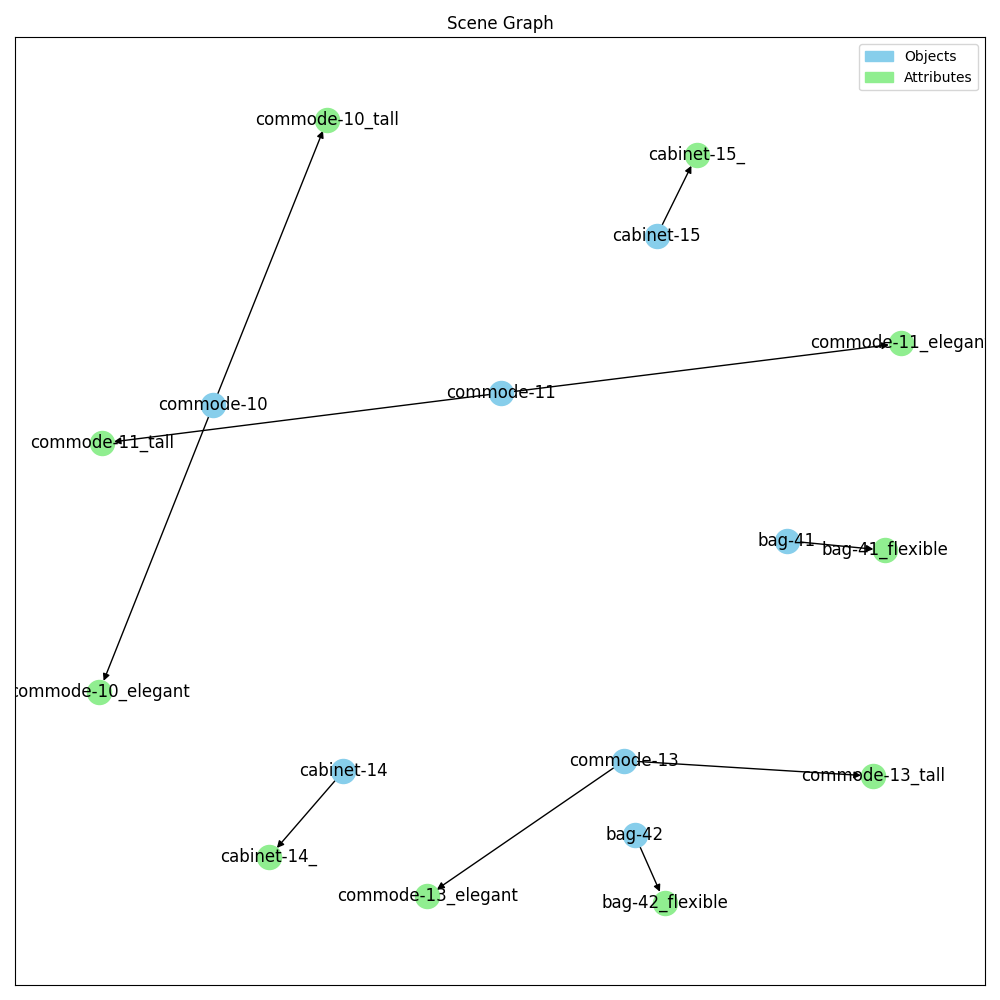 Scene Graph
Objects
Attributes
commode-10_tall
cabinet-15_
cabinet-15
commode-11_elegan
commode-11
commode-10
commode-11_tall
bag-41
bag-41_flexible
commode-10_elegant
commode-13
cabinet-14
commode-13_tall
bag-42
cabinet-14_
commode-13_elegant
bag-42_flexible